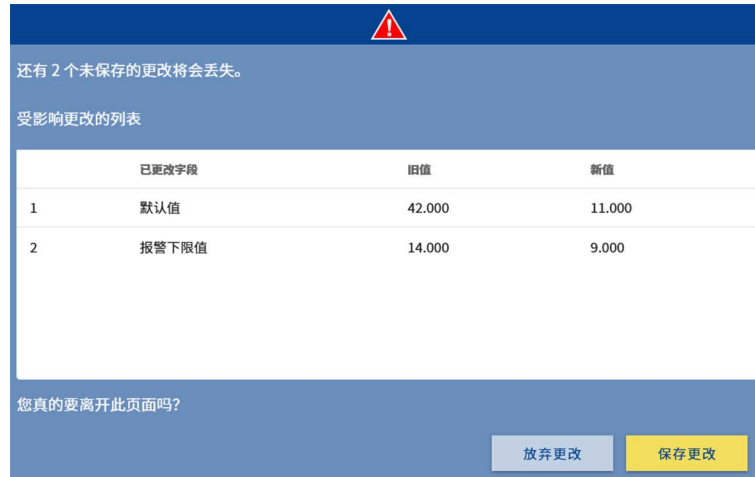 还有 2 个未保存的更改将会丢失。
受影响更改的列表
已更改字段 旧值 新值
1 默认值 42.000 11.000
2 报警下限值 14.000 9.000
您真的要离开此页面吗?
放弃更改 保存更改